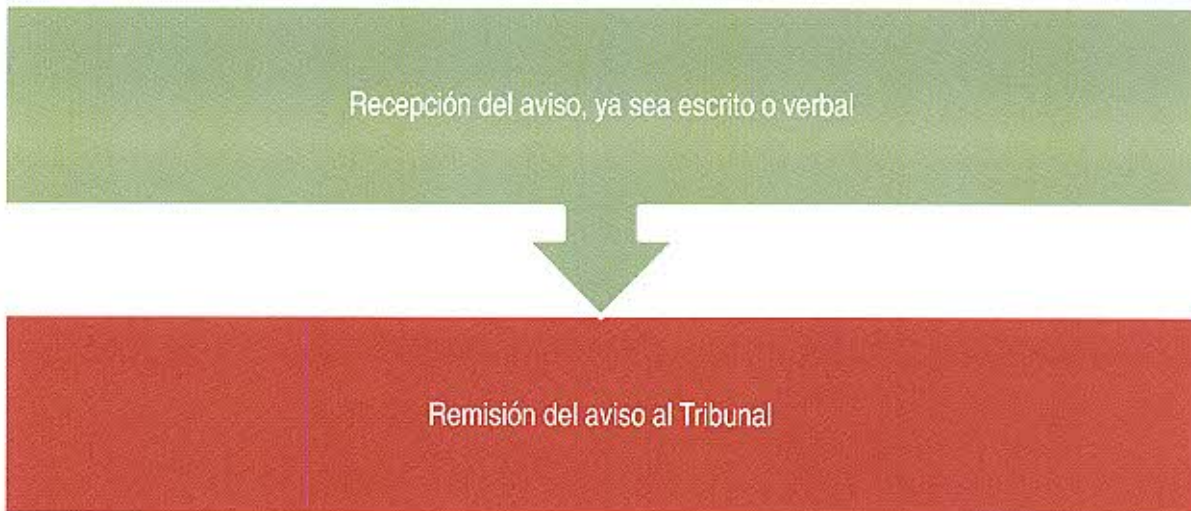 Recepción del aviso, ya sea escrito o verbal
Remisión del aviso al Tribunal